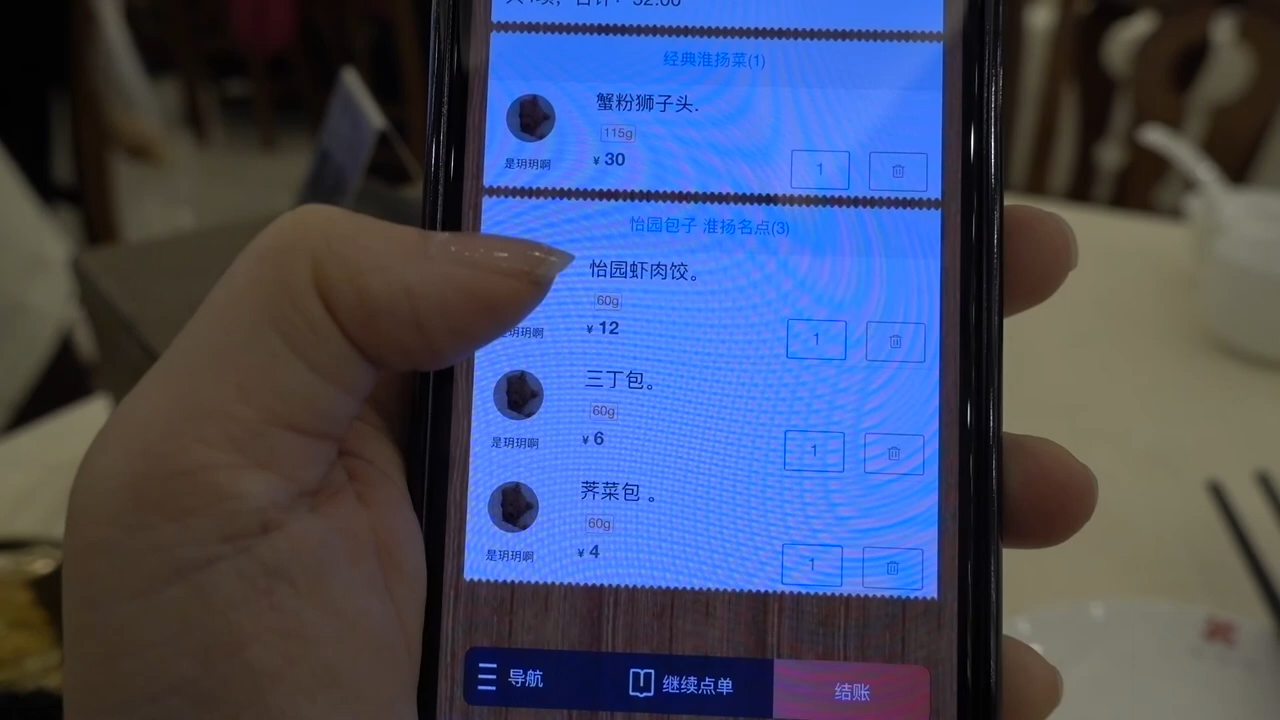 经典淮扬菜(1)
蟹粉狮子头.
115g
是玥玥啊
¥ 30
1
怡园包子 淮扬名点(3)
怡园虾肉饺。
60g
玥玥啊
¥ 12
1
三丁包。
60g
是玥玥啊
¥ 6
1
荠菜包 。
60g
是玥玥啊
¥ 4
1
导航
继续点单
结账